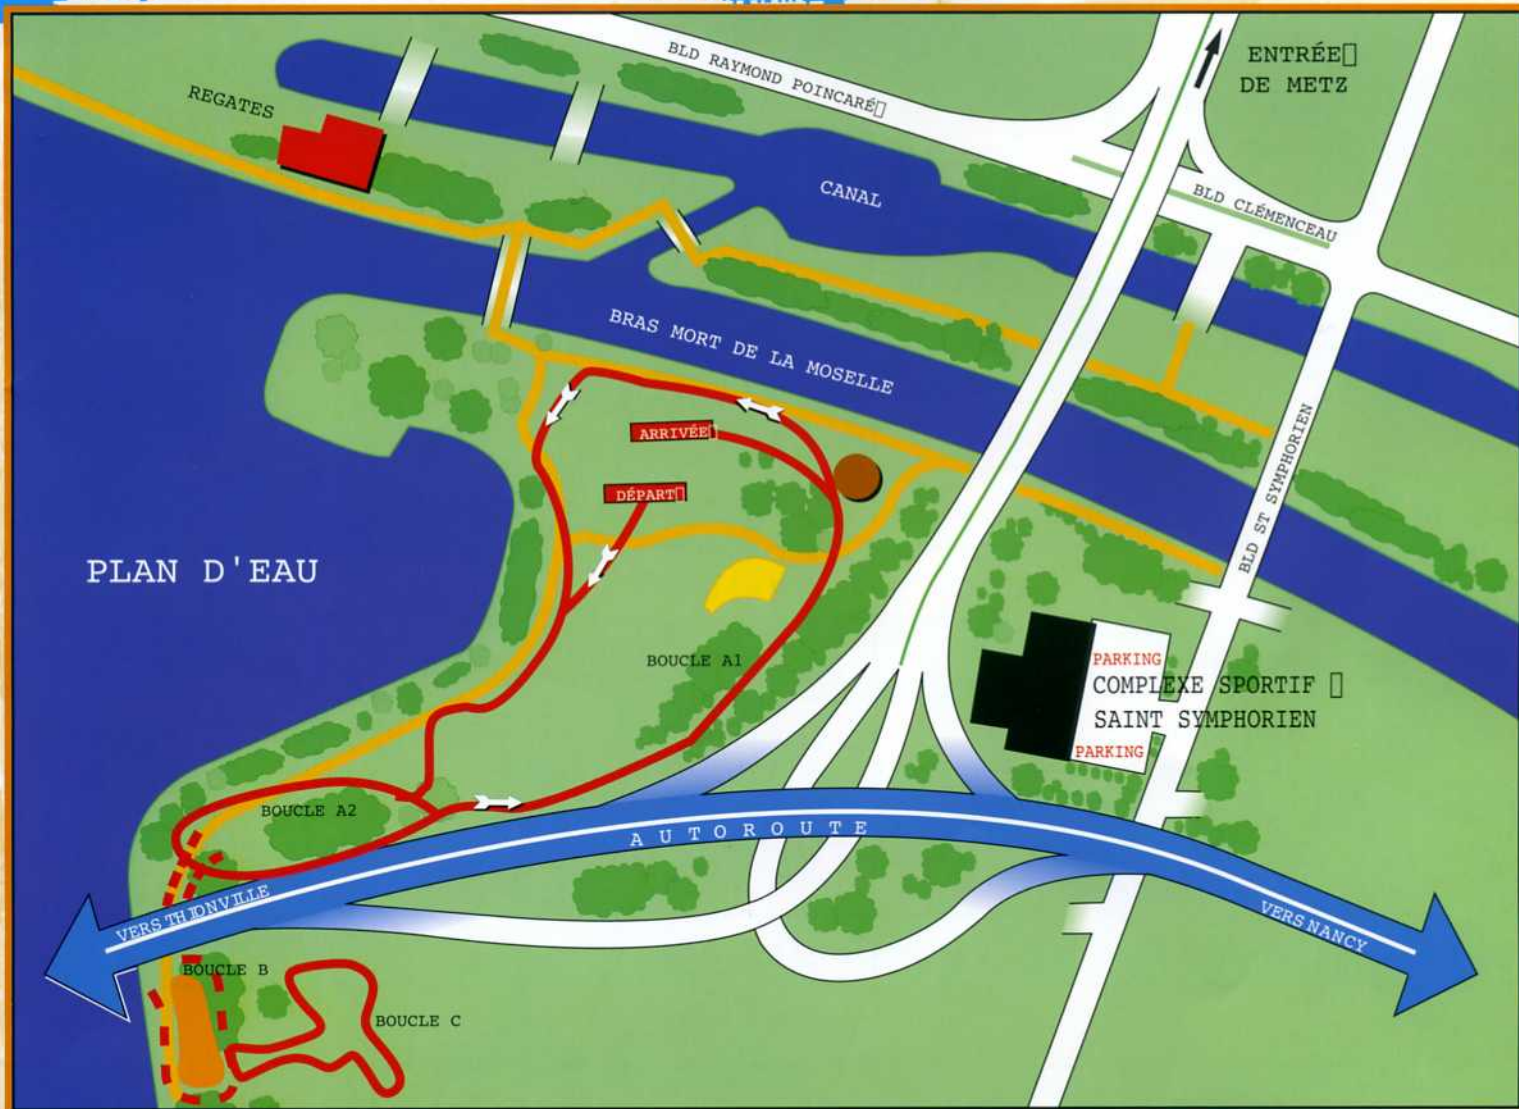 BLD RAYMOND POINCARÉ
ENTRÉE
DE METZ
REGATES
CANAL
BLD CLÉMENCEAU
BRAS MORT DE LA MOSELLE
ARRIVÉE
DÉPART
BLD ST SYMPHORIEN
PLAN D'EAU
BOUCLE A1
PARKING
COMPLEXE SPORTIF
SAINT SYMPHORIEN
PARKING
BOUCLE A2
AUTOROUTE
VERS THIONVILLE
VERS NANCY
BOUCLE B
BOUCLE C